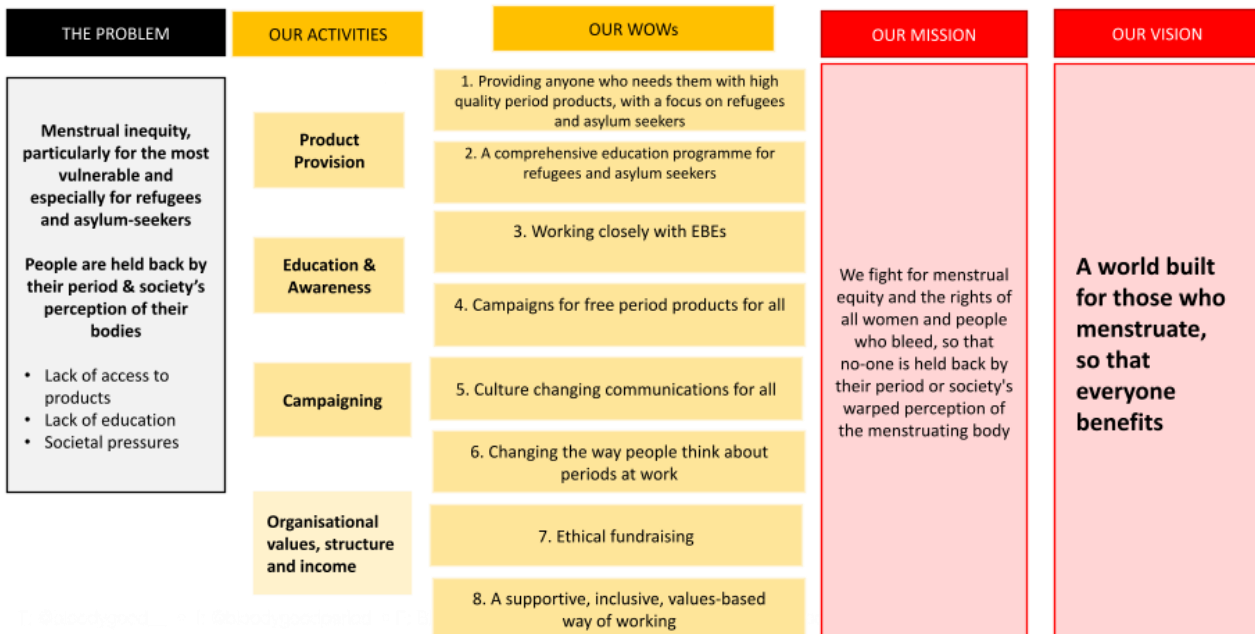 THE PROBLEM
Menstrual inequity,
particularly for the most
vulnerable and
especially for refugees
and asylum-seekers
People are held back by
their period & society's
perception of their
bodies
• Lack of access to
products
• Lack of education
• Societal pressures
OUR ACTIVITIES
Product
Provision
Education &
Awareness
Campaigning
Organisational
values, structure
and income
OUR WOWs
1. Providing anyone who needs them with high
quality period products, with a focus on refugees
and asylum seekers
2. A comprehensive education programme for
refugees and asylum seekers
3. Working closely with EBEs
4. Campaigns for free period products for all
5. Culture changing communications for all
6. Changing the way people think about
periods at work
7. Ethical fundraising
8. A supportive, inclusive, values-based
way of working
OUR MISSION
We fight for menstrual
equity and the rights of
all women and people
who bleed, so that
no-one is held back by
their period or society's
warped perception of
the menstruating body
OUR VISION
A world built
for those who
menstruate,
so that
everyone
benefits